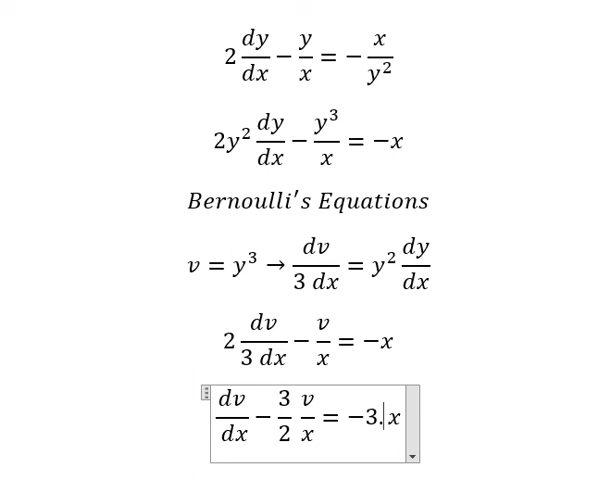 2 dy/dx − y/x = − x/y²
2y² dy/dx − y³/x = −x
Bernoulli's Equations
v = y³ → dv/3 dx = y² dy/dx
2 dv/3 dx − v/x = −x
dv/dx − 3/2 v/x = −3. x